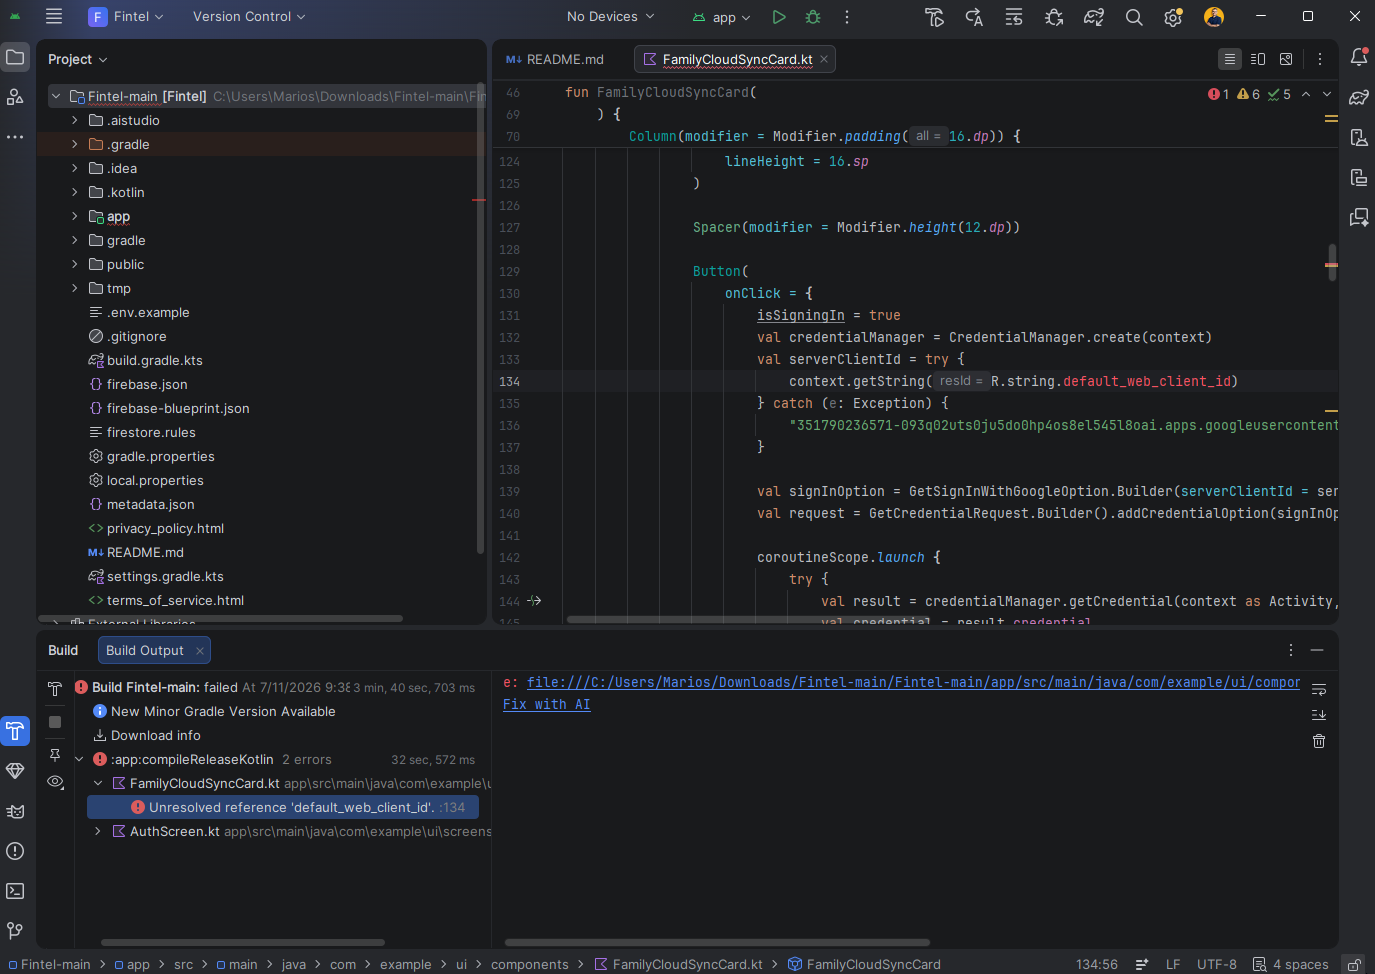 F Fintel Version Control No Devices app
Project
README.md FamilyCloudSyncCard.kt
Fintel-main [Fintel] C:\Users\Marios\Downloads\Fintel-main\Fin
.aistudio
.gradle
.idea
.kotlin
app
gradle
public
tmp
.env.example
.gitignore
build.gradle.kts
firebase.json
firebase-blueprint.json
firestore.rules
gradle.properties
local.properties
metadata.json
privacy_policy.html
README.md
settings.gradle.kts
terms_of_service.html
External Libraries
1 6 5
46 fun FamilyCloudSyncCard(
69 ) {
70 Column(modifier = Modifier.padding( all = 16.dp)) {
124 lineHeight = 16.sp
125 )
126
127 Spacer(modifier = Modifier.height(12.dp))
128
129 Button(
130 onClick = {
131 isSigningIn = true
132 val credentialManager = CredentialManager.create(context)
133 val serverClientId = try {
134 context.getString( resId = R.string.default_web_client_id)
135 } catch (e: Exception) {
136 "351790236571-093q02uts0ju5do0hp4os8el545l8oai.apps.googleusercontent
137 }
138
139 val signInOption = GetSignInWithGoogleOption.Builder(serverClientId = ser
140 val request = GetCredentialRequest.Builder().addCredentialOption(signInOp
141
142 coroutineScope.launch {
143 try {
144 val result = credentialManager.getCredential(context as Activity,
145 val credential = result.credential
Build Build Output
Build Fintel-main: failed At 7/11/2026 9:38 3 min, 40 sec, 703 ms
New Minor Gradle Version Available
Download info
:app:compileReleaseKotlin 2 errors 32 sec, 572 ms
FamilyCloudSyncCard.kt app\src\main\java\com\example\u
Unresolved reference 'default_web_client_id'. :134
AuthScreen.kt app\src\main\java\com\example\ui\screens
e: file:///C:/Users/Marios/Downloads/Fintel-main/Fintel-main/app/src/main/java/com/example/ui/compor
Fix with AI
Fintel-main > app > src > main > java > com > example > ui > components > FamilyCloudSyncCard.kt > FamilyCloudSyncCard 134:56 LF UTF-8 4 spaces